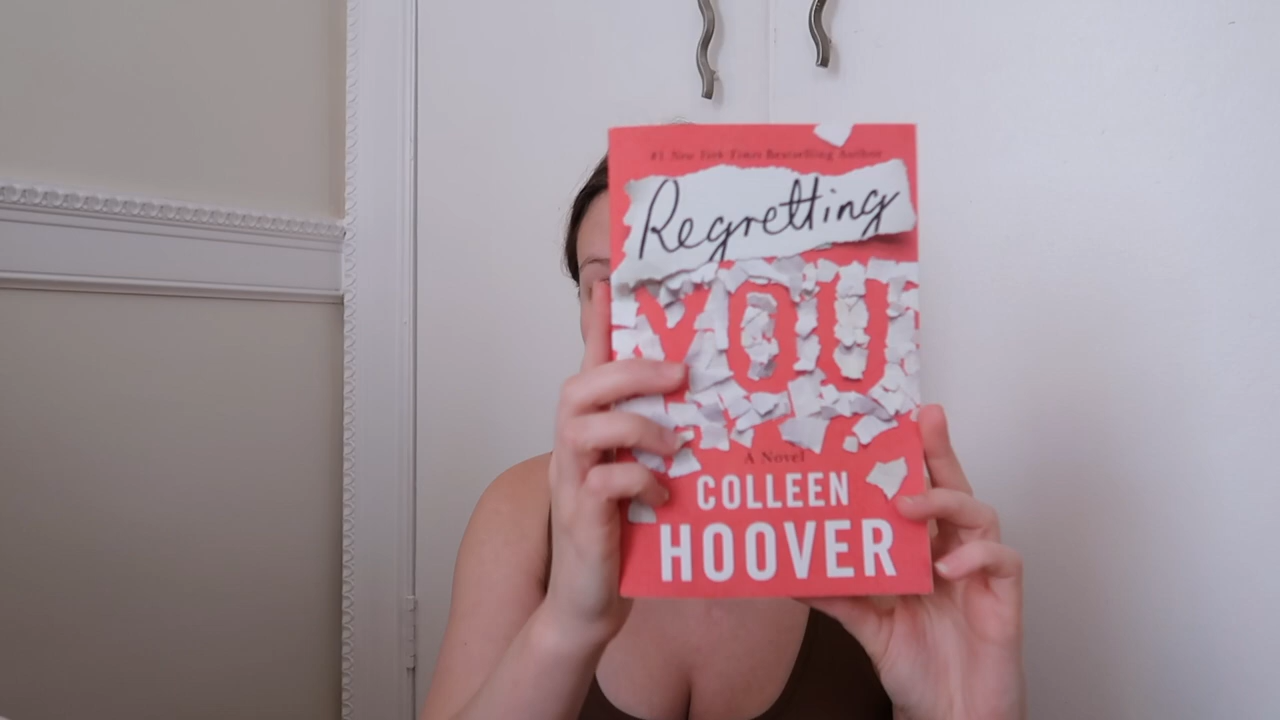 #1 New York Times Bestselling Author
Regretting
YOU
A Novel
COLLEEN
HOOVER